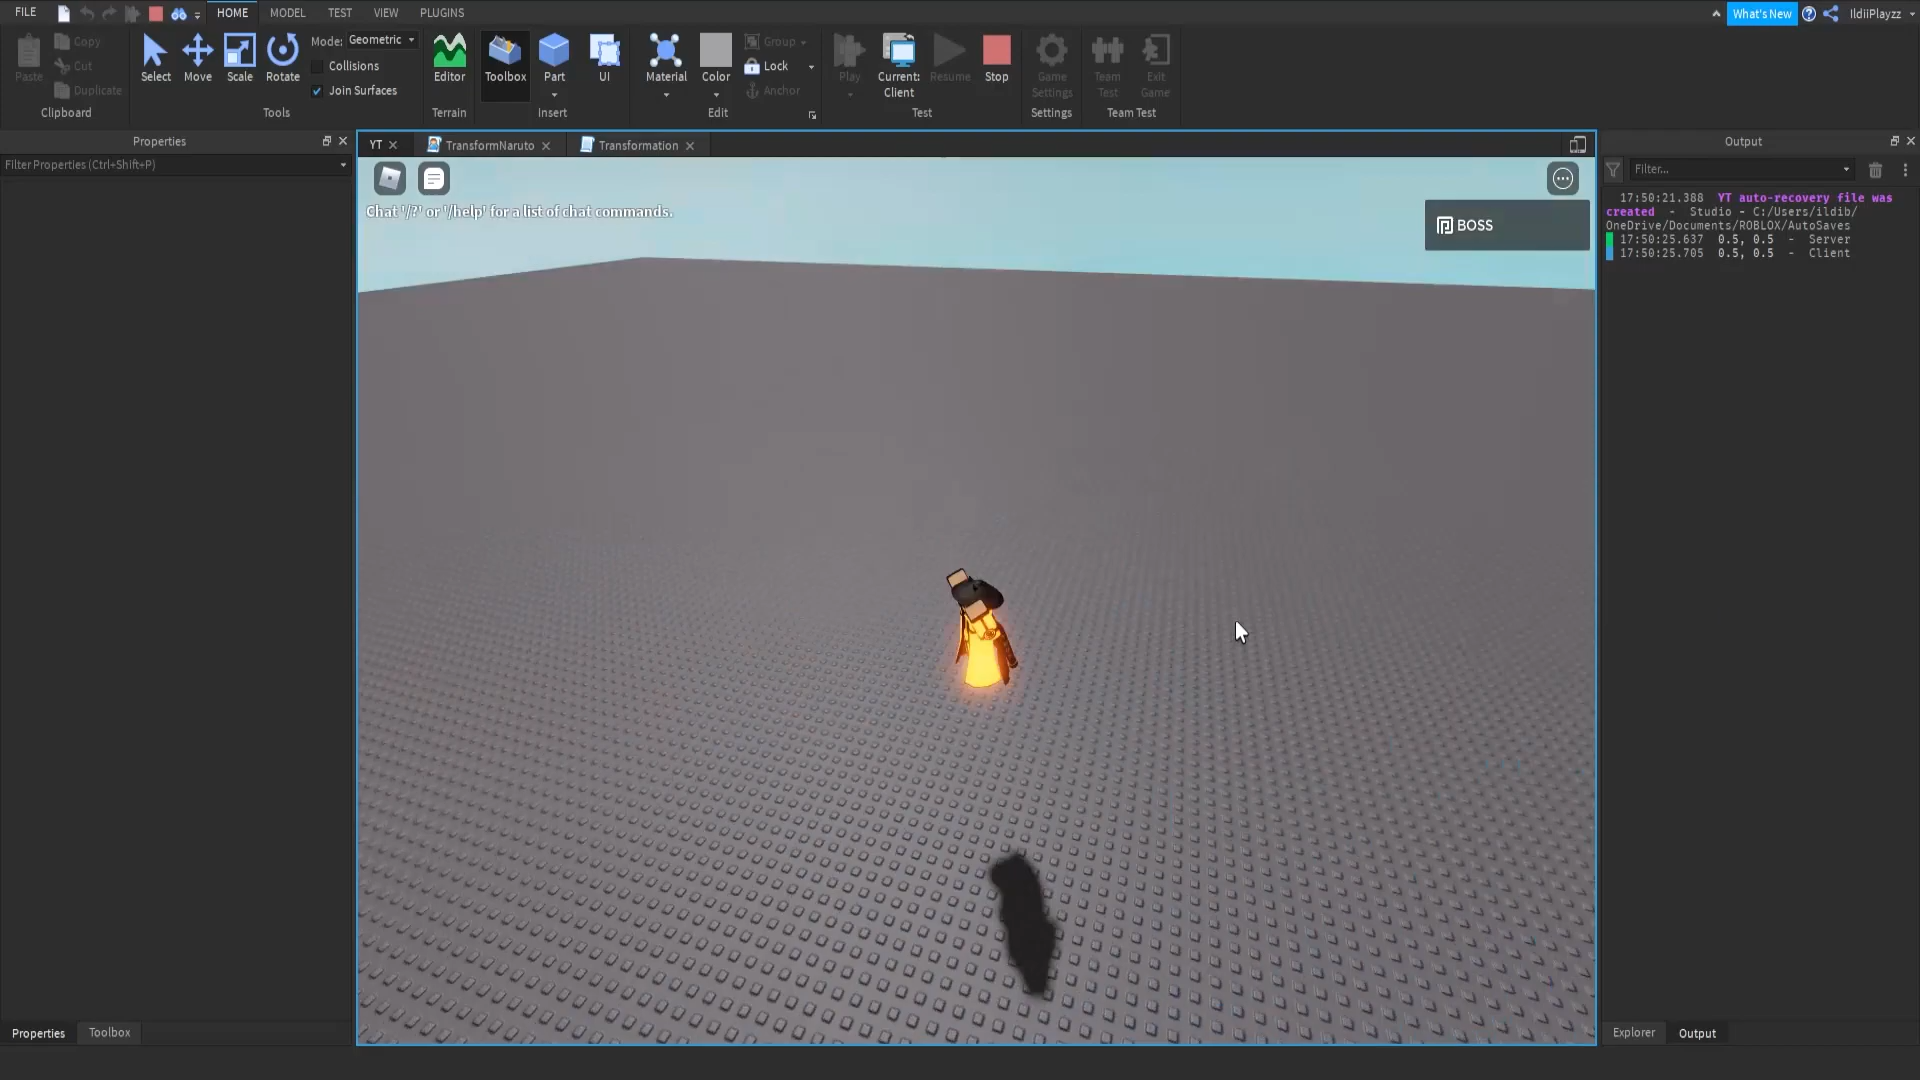 FILE HOME MODEL TEST VIEW PLUGINS What's New IldiiPlayzz
Paste Copy Cut Duplicate Clipboard
Select Move Scale Rotate Mode: Geometric Collisions Join Surfaces Tools
Editor Terrain
Toolbox Part UI Insert
Material Color Group Lock Anchor Edit
Play Current: Client Resume Stop Test
Game Settings Settings
Team Test Exit Game Team Test
Properties
Filter Properties (Ctrl+Shift+P)
YT TransformNaruto Transformation
Chat '/?' or '/help' for a list of chat commands.
BOSS
Output
Filter...
17:50:21.388 YT auto-recovery file was
created - Studio - C:/Users/ildib/
OneDrive/Documents/ROBLOX/AutoSaves
17:50:25.637 0.5, 0.5 - Server
17:50:25.705 0.5, 0.5 - Client
Properties Toolbox
Explorer Output